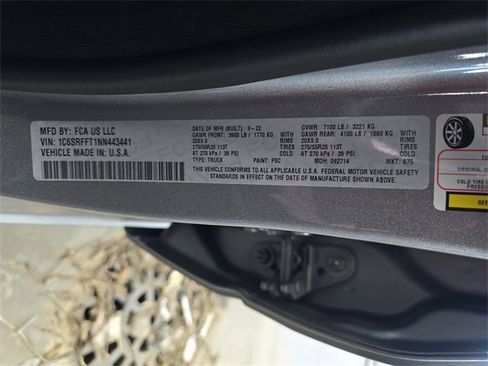 MFD BY: FCA US LLC
VIN: 1C6SRFFT1NN443441
VEHICLE MADE IN: U.S.A.
DATE OF MFR (BUILT): 9-22
GAWR FRONT: 3900 LB / 1770 KG
20X9.0 RIMS
275/55R20 113T TIRES
AT 270 kPa / 39 PSI
TYPE: TRUCK PAINT: PSC
GVWR: 7100 LB / 3221 KG
GAWR REAR: 4100 LB / 1860 KG
20X9.0 RIMS
275/55R20 113T TIRES
AT 270 kPa / 39 PSI
MDH: 092714 MKT: 875
THIS VEHICLE CONFORMS TO ALL APPLICABLE U.S.A. FEDERAL MOTOR VEHICLE SAFETY
STANDARDS IN EFFECT ON THE DATE OF MANUFACTURE SHOWN ABOVE.
TI
ORIGINAL
COLD TIRE
SEE